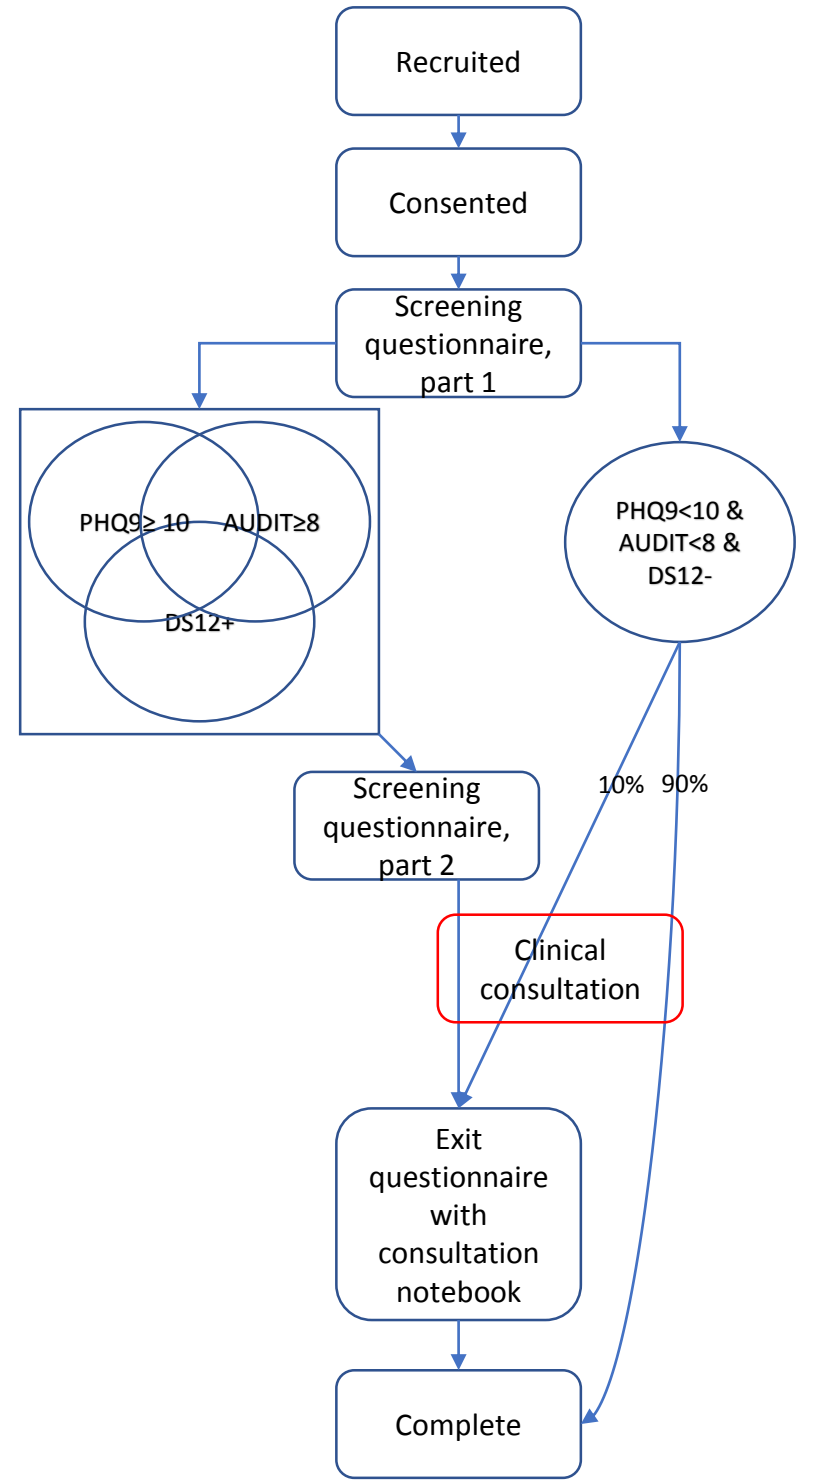 Recruited
Consented
Screening
questionnaire,
part 1
PHQ9≥ 10
AUDIT≥8
DS12+
PHQ9<10 &
AUDIT<8 &
DS12-
Screening
questionnaire,
part 2
10%
90%
Clinical
consultation
Exit
questionnaire
with
consultation
notebook
Complete